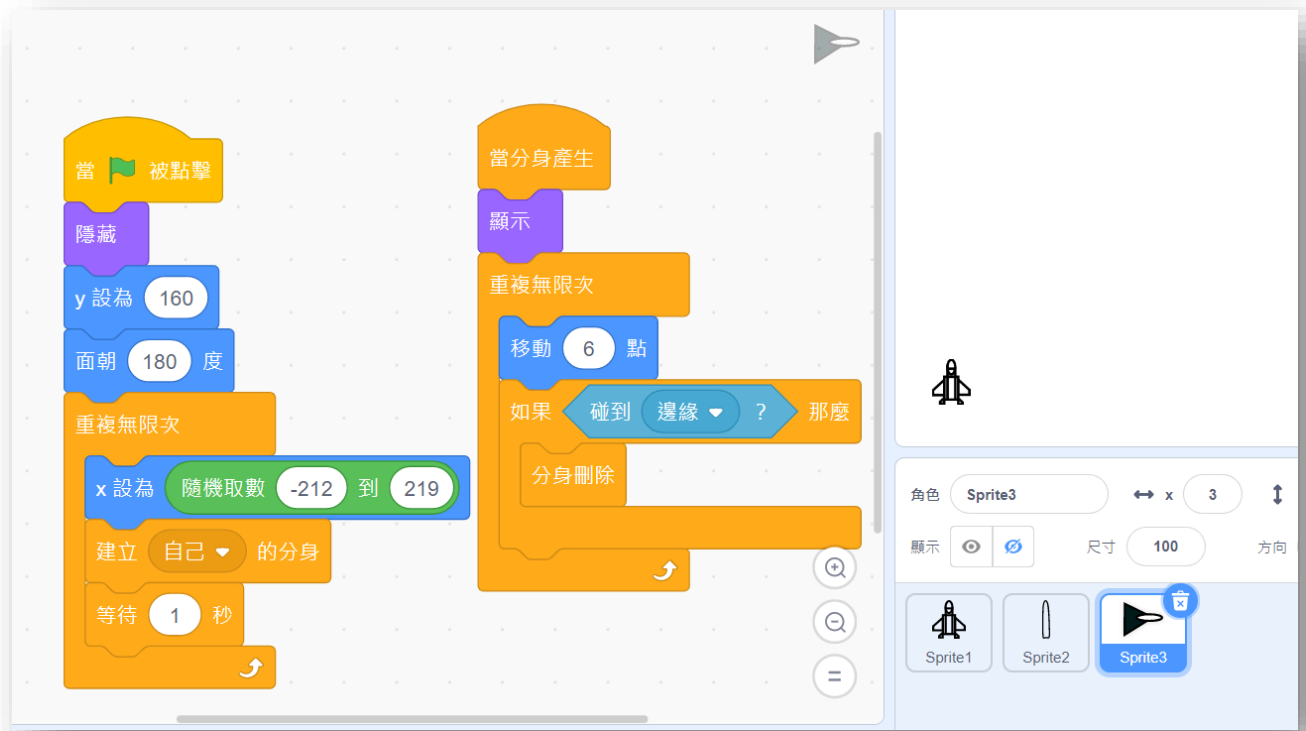 當 被點擊
隱藏
y 設為 160
面朝 180 度
重複無限次
x 設為 隨機取數 -212 到 219
建立 自己 的分身
等待 1 秒
當分身產生
顯示
重複無限次
移動 6 點
如果 碰到 邊緣 ? 那麼
分身刪除
角色 Sprite3 x 3
顯示 尺寸 100 方向
Sprite1
Sprite2
Sprite3